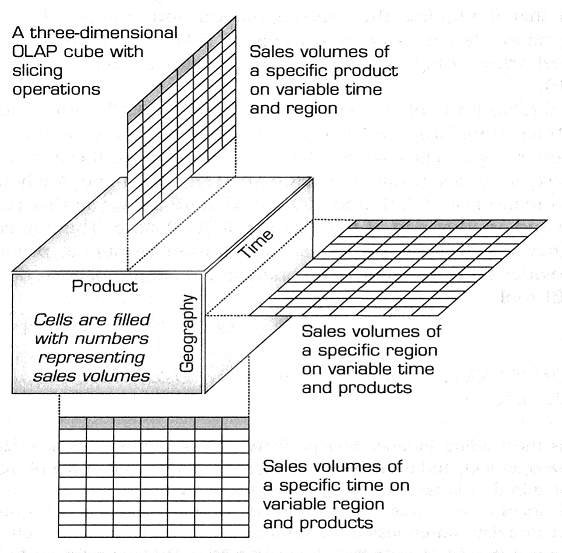 A three-dimensional
OLAP cube with
slicing
operations
Sales volumes of
a specific product
on variable time
and region
Time
Product
Geography
Cells are filled
with numbers
representing
sales volumes
Sales volumes of
a specific region
on variable time
and products
Sales volumes of
a specific time on
variable region
and products